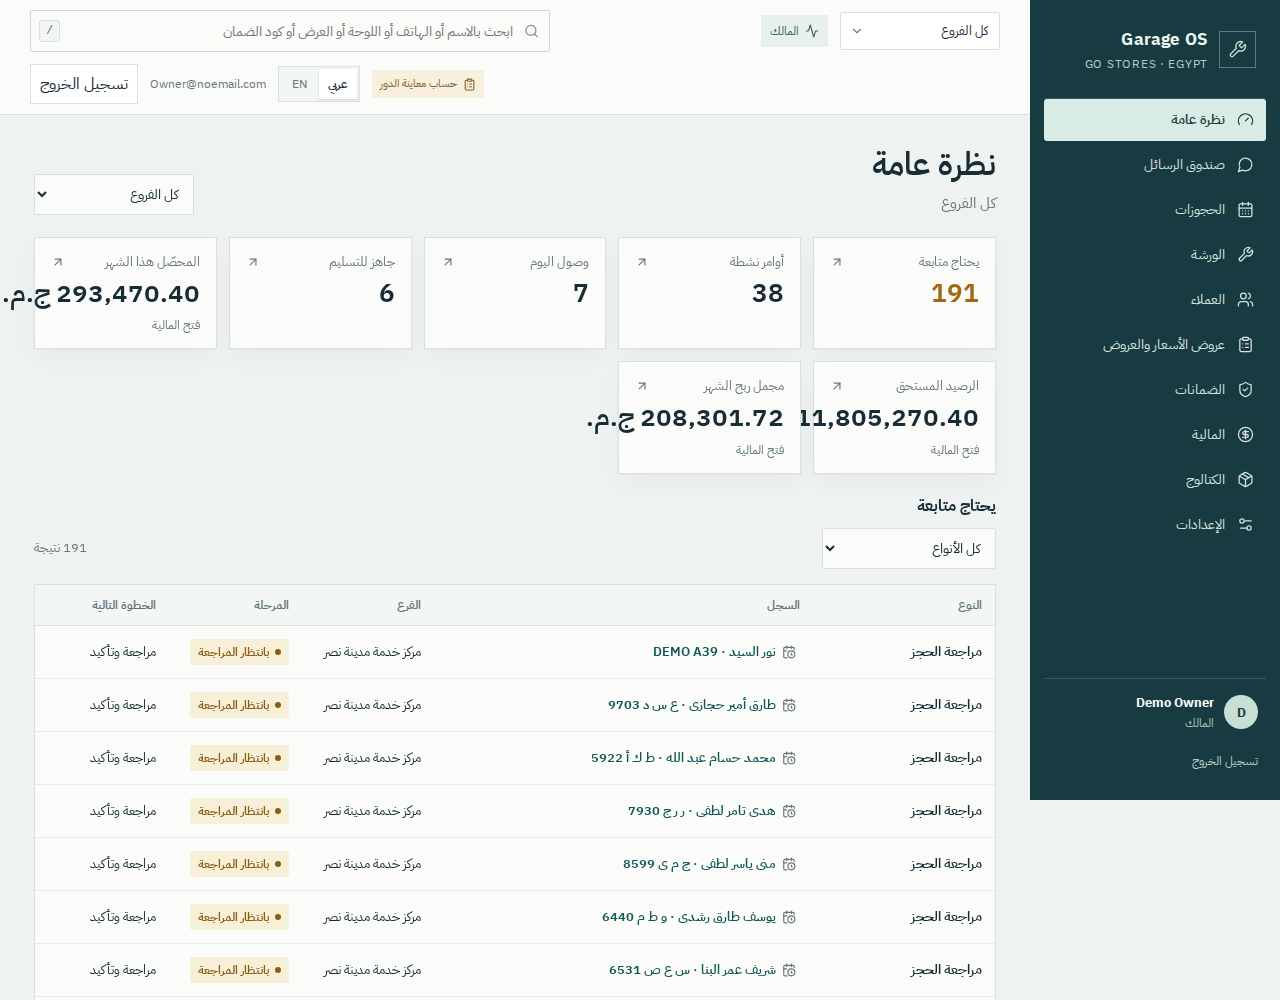 Garage OS
GO STORES · EGYPT
نظرة عامة
صندوق الرسائل
الحجوزات
الورشة
العملاء
عروض الأسعار والعروض
الضمانات
المالية
الكتالوج
الإعدادات
D
Demo Owner
المالك
تسجيل الخروج
كل الفروع
المالك
ابحث بالاسم أو الهاتف أو اللوحة أو العرض أو كود الضمان
/
حساب معاينة الدور
عربي EN
Owner@noemail.com
تسجيل الخروج
نظرة عامة
كل الفروع
كل الفروع
يحتاج متابعة
191
أوامر نشطة
38
وصول اليوم
7
جاهز للتسليم
6
المحصّل هذا الشهر
293,470.40 ج.م.
فتح المالية
الرصيد المستحق
11,805,270.40
فتح المالية
مجمل ربح الشهر
208,301.72 ج.م.
فتح المالية
يحتاج متابعة
كل الأنواع
191 نتيجة
النوع السجل الفرع المرحلة الخطوة التالية
مراجعة الحجز نور السيد · DEMO A39 مركز خدمة مدينة نصر بانتظار المراجعة مراجعة وتأكيد
مراجعة الحجز طارق أمير حجازى · ع س د 9703 مركز خدمة مدينة نصر بانتظار المراجعة مراجعة وتأكيد
مراجعة الحجز محمد حسام عبد الله · ط ك أ 5922 مركز خدمة مدينة نصر بانتظار المراجعة مراجعة وتأكيد
مراجعة الحجز هدى تامر لطفى · ر ر ج 7930 مركز خدمة مدينة نصر بانتظار المراجعة مراجعة وتأكيد
مراجعة الحجز منى ياسر لطفى · ج م ى 8599 مركز خدمة مدينة نصر بانتظار المراجعة مراجعة وتأكيد
مراجعة الحجز يوسف طارق رشدى · و ط م 6440 مركز خدمة مدينة نصر بانتظار المراجعة مراجعة وتأكيد
مراجعة الحجز شريف عمر البنا · س ع ص 6531 مركز خدمة مدينة نصر بانتظار المراجعة مراجعة وتأكيد